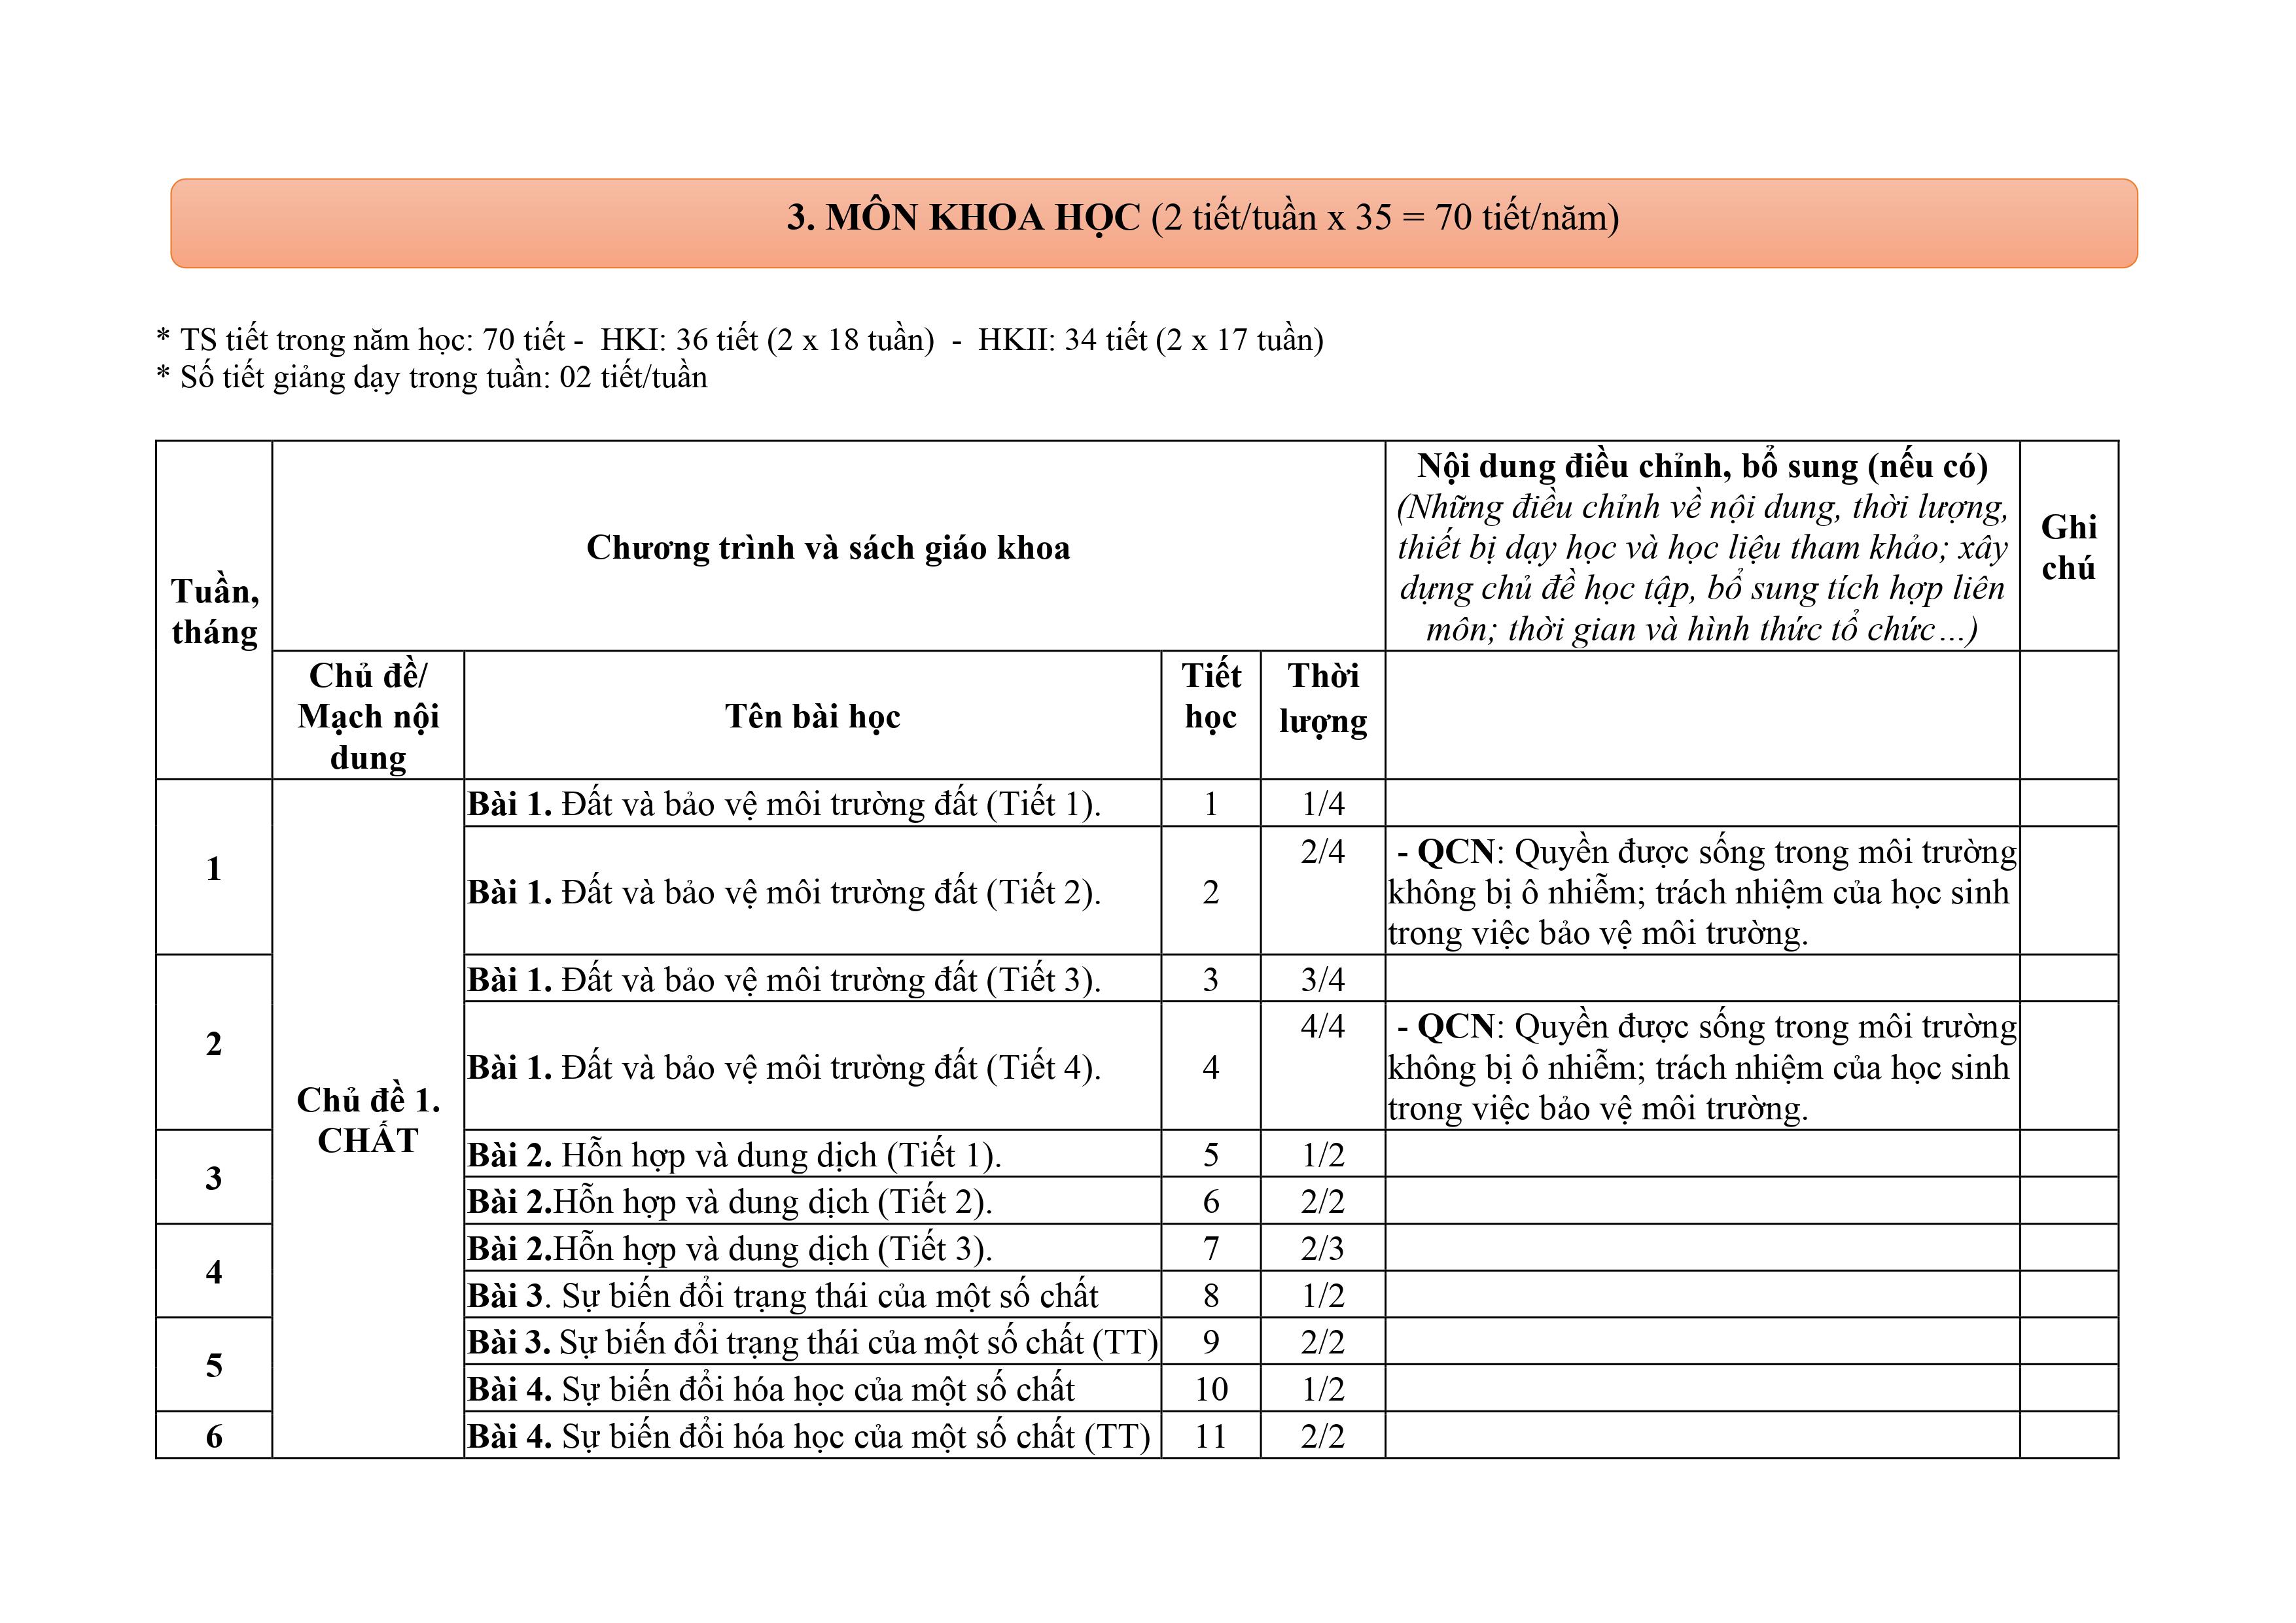 3. MÔN KHOA HỌC (2 tiết/tuần x 35 = 70 tiết/năm)
* TS tiết trong năm học: 70 tiết - HKI: 36 tiết (2 x 18 tuần) - HKII: 34 tiết (2 x 17 tuần)
* Số tiết giảng dạy trong tuần: 02 tiết/tuần
Tuần,
tháng
Chương trình và sách giáo khoa
Nội dung điều chỉnh, bổ sung (nếu có)
(Những điều chỉnh về nội dung, thời lượng,
thiết bị dạy học và học liệu tham khảo; xây
dựng chủ đề học tập, bổ sung tích hợp liên
môn; thời gian và hình thức tổ chức…)
Ghi
chú
Chủ đề/
Mạch nội
dung
Tên bài học
Tiết
học
Thời
lượng
1
Chủ đề 1.
CHẤT
Bài 1. Đất và bảo vệ môi trường đất (Tiết 1). 1 1/4
Bài 1. Đất và bảo vệ môi trường đất (Tiết 2). 2 2/4
- QCN: Quyền được sống trong môi trường
không bị ô nhiễm; trách nhiệm của học sinh
trong việc bảo vệ môi trường.
2
Bài 1. Đất và bảo vệ môi trường đất (Tiết 3). 3 3/4
Bài 1. Đất và bảo vệ môi trường đất (Tiết 4). 4 4/4
- QCN: Quyền được sống trong môi trường
không bị ô nhiễm; trách nhiệm của học sinh
trong việc bảo vệ môi trường.
3
Bài 2. Hỗn hợp và dung dịch (Tiết 1). 5 1/2
Bài 2.Hỗn hợp và dung dịch (Tiết 2). 6 2/2
4
Bài 2.Hỗn hợp và dung dịch (Tiết 3). 7 2/3
Bài 3. Sự biến đổi trạng thái của một số chất 8 1/2
5
Bài 3. Sự biến đổi trạng thái của một số chất (TT) 9 2/2
Bài 4. Sự biến đổi hóa học của một số chất 10 1/2
6
Bài 4. Sự biến đổi hóa học của một số chất (TT) 11 2/2